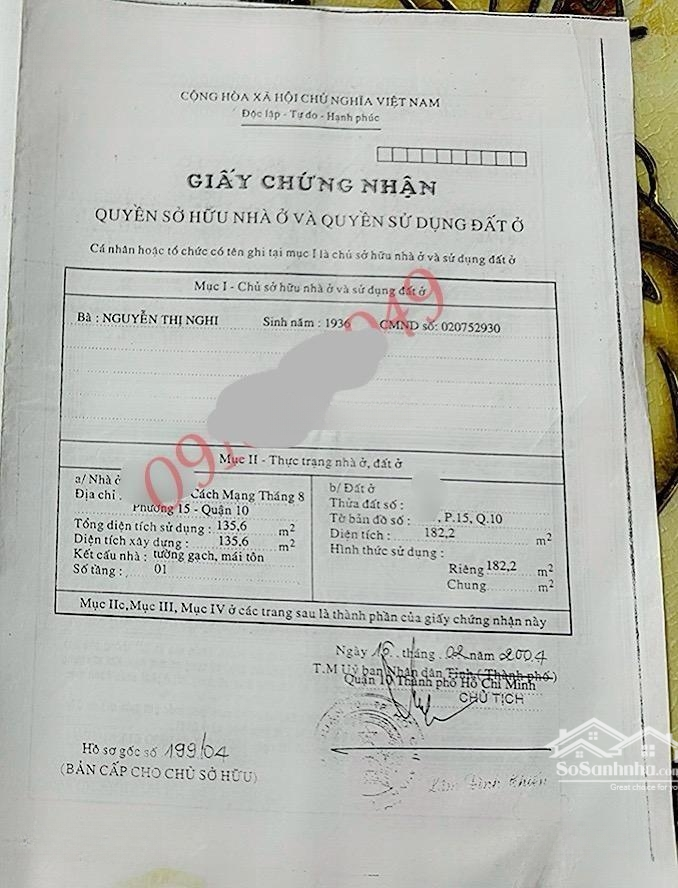 CỘNG HÒA XÃ HỘI CHỦ NGHĨA VIỆT NAM
Độc lập - Tự do - Hạnh phúc
GIẤY CHỨNG NHẬN
QUYỀN SỞ HỮU NHÀ Ở VÀ QUYỀN SỬ DỤNG ĐẤT Ở
Cá nhân hoặc tổ chức có tên ghi tại mục I là chủ sở hữu nhà ở và sử dụng đất ở
Mục I - Chủ sở hữu nhà ở và sử dụng đất ở
Bà : NGUYỄN THỊ NGHI Sinh năm : 1936 CMND số: 020752930
Mục II - Thực trạng nhà ở, đất ở
a/ Nhà ở
Địa chỉ : Cách Mạng Tháng 8
Phường 15 - Quận 10
Tổng diện tích sử dụng : 135,6 m2
Diện tích xây dựng : 135,6 m2
Kết cấu nhà : tường gạch, mái tôn
Số tầng : 01
b/ Đất ở
Thửa đất số :
Tờ bản đồ số : , P.15, Q.10
Diện tích : 182,2 m2
Hình thức sử dụng :
Riêng 182,2 m2
Chung m2
Mục IIc, Mục III, Mục IV ở các trang sau là thành phần của giấy chứng nhận này
Ngày 16 tháng 02 năm 2004
T.M Uỷ ban Nhân dân Tỉnh (Thành phố)
Quận 10 Thành phố Hồ Chí Minh
CHỦ TỊCH
Hồ sơ gốc số 199/04
(BẢN CẤP CHO CHỦ SỞ HỮU)
SoSanhnha.com